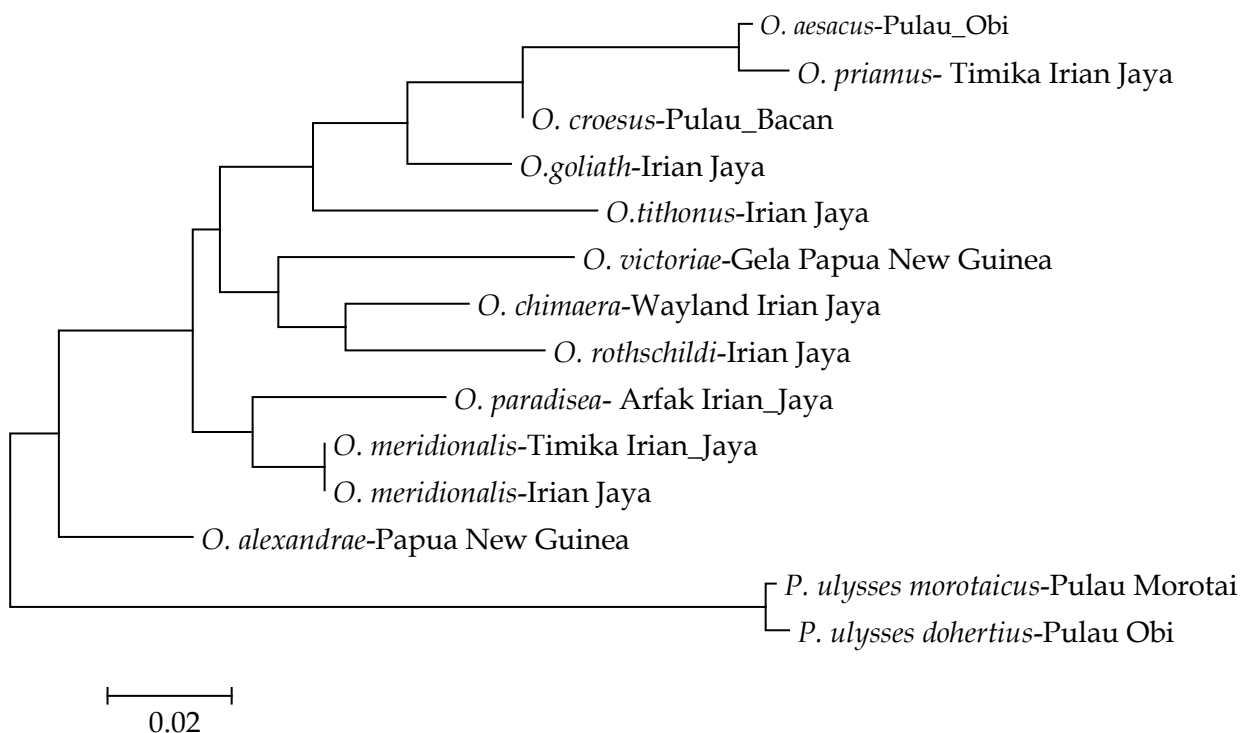 O. aesacus-Pulau_Obi
O. priamus- Timika Irian Jaya
O. croesus-Pulau_Bacan
O.goliath-Irian Jaya
O.tithonus-Irian Jaya
O. victoriae-Gela Papua New Guinea
O. chimaera-Wayland Irian Jaya
O. rothschildi-Irian Jaya
O. paradisea- Arfak Irian_Jaya
O. meridionalis-Timika Irian_Jaya
O. meridionalis-Irian Jaya
O. alexandrae-Papua New Guinea
P. ulysses morotaicus-Pulau Morotai
P. ulysses dohertius-Pulau Obi
0.02